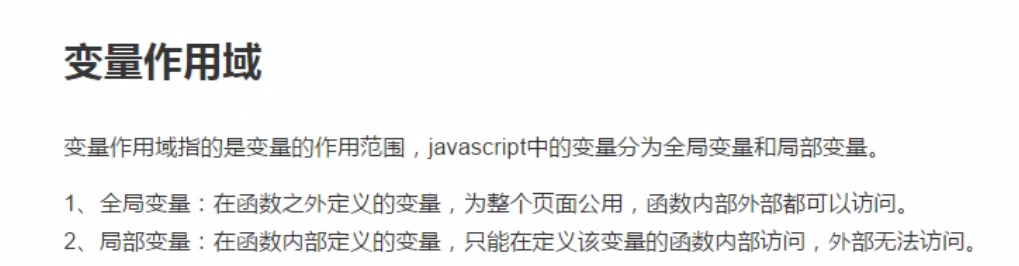 变量作用域
变量作用域指的是变量的作用范围，javascript中的变量分为全局变量和局部变量。
1、全局变量：在函数之外定义的变量，为整个页面公用，函数内部外部都可以访问。
2、局部变量：在函数内部定义的变量，只能在定义该变量的函数内部访问，外部无法访问。